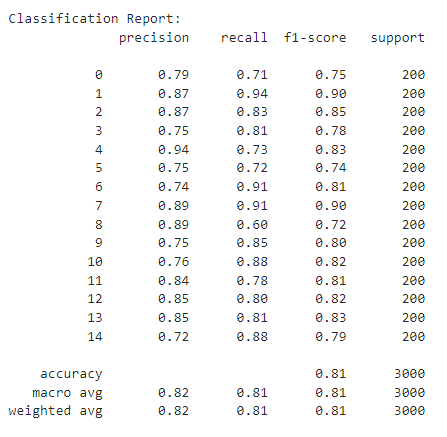 Classification Report:
precision recall f1-score support
0 0.79 0.71 0.75 200
1 0.87 0.94 0.90 200
2 0.87 0.83 0.85 200
3 0.75 0.81 0.78 200
4 0.94 0.73 0.83 200
5 0.75 0.72 0.74 200
6 0.74 0.91 0.81 200
7 0.89 0.91 0.90 200
8 0.89 0.60 0.72 200
9 0.75 0.85 0.80 200
10 0.76 0.88 0.82 200
11 0.84 0.78 0.81 200
12 0.85 0.80 0.82 200
13 0.85 0.81 0.83 200
14 0.72 0.88 0.79 200
accuracy 0.81 3000
macro avg 0.82 0.81 0.81 3000
weighted avg 0.82 0.81 0.81 3000